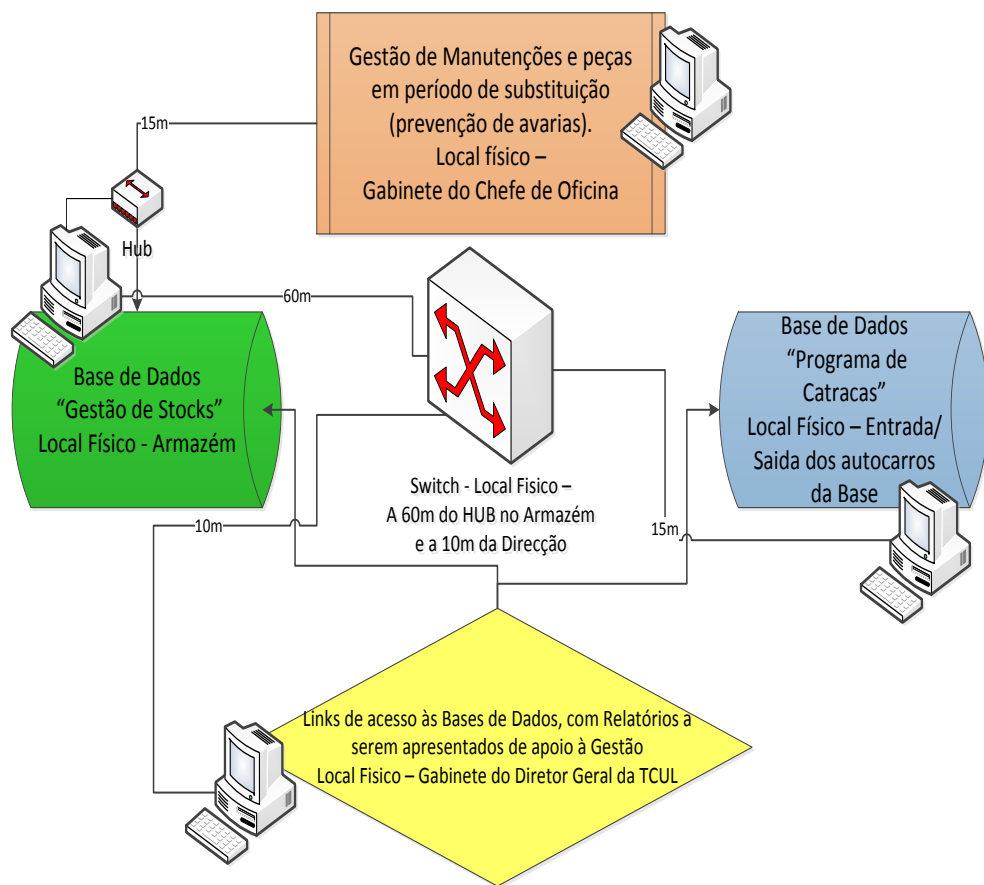 Gestão de Manutenções e peças
em período de substituição
(prevenção de avarias).
Local físico –
Gabinete do Chefe de Oficina
15m
Hub
60m
Base de Dados
“Gestão de Stocks”
Local Físico - Armazém
Base de Dados
“Programa de
Catracas”
Local Físico – Entrada/
Saida dos autocarros
da Base
Switch - Local Fisico –
A 60m do HUB no Armazém
e a 10m da Direcção
10m
15m
Links de acesso às Bases de Dados, com Relatórios a
serem apresentados de apoio à Gestão
Local Fisico – Gabinete do Diretor Geral da TCUL